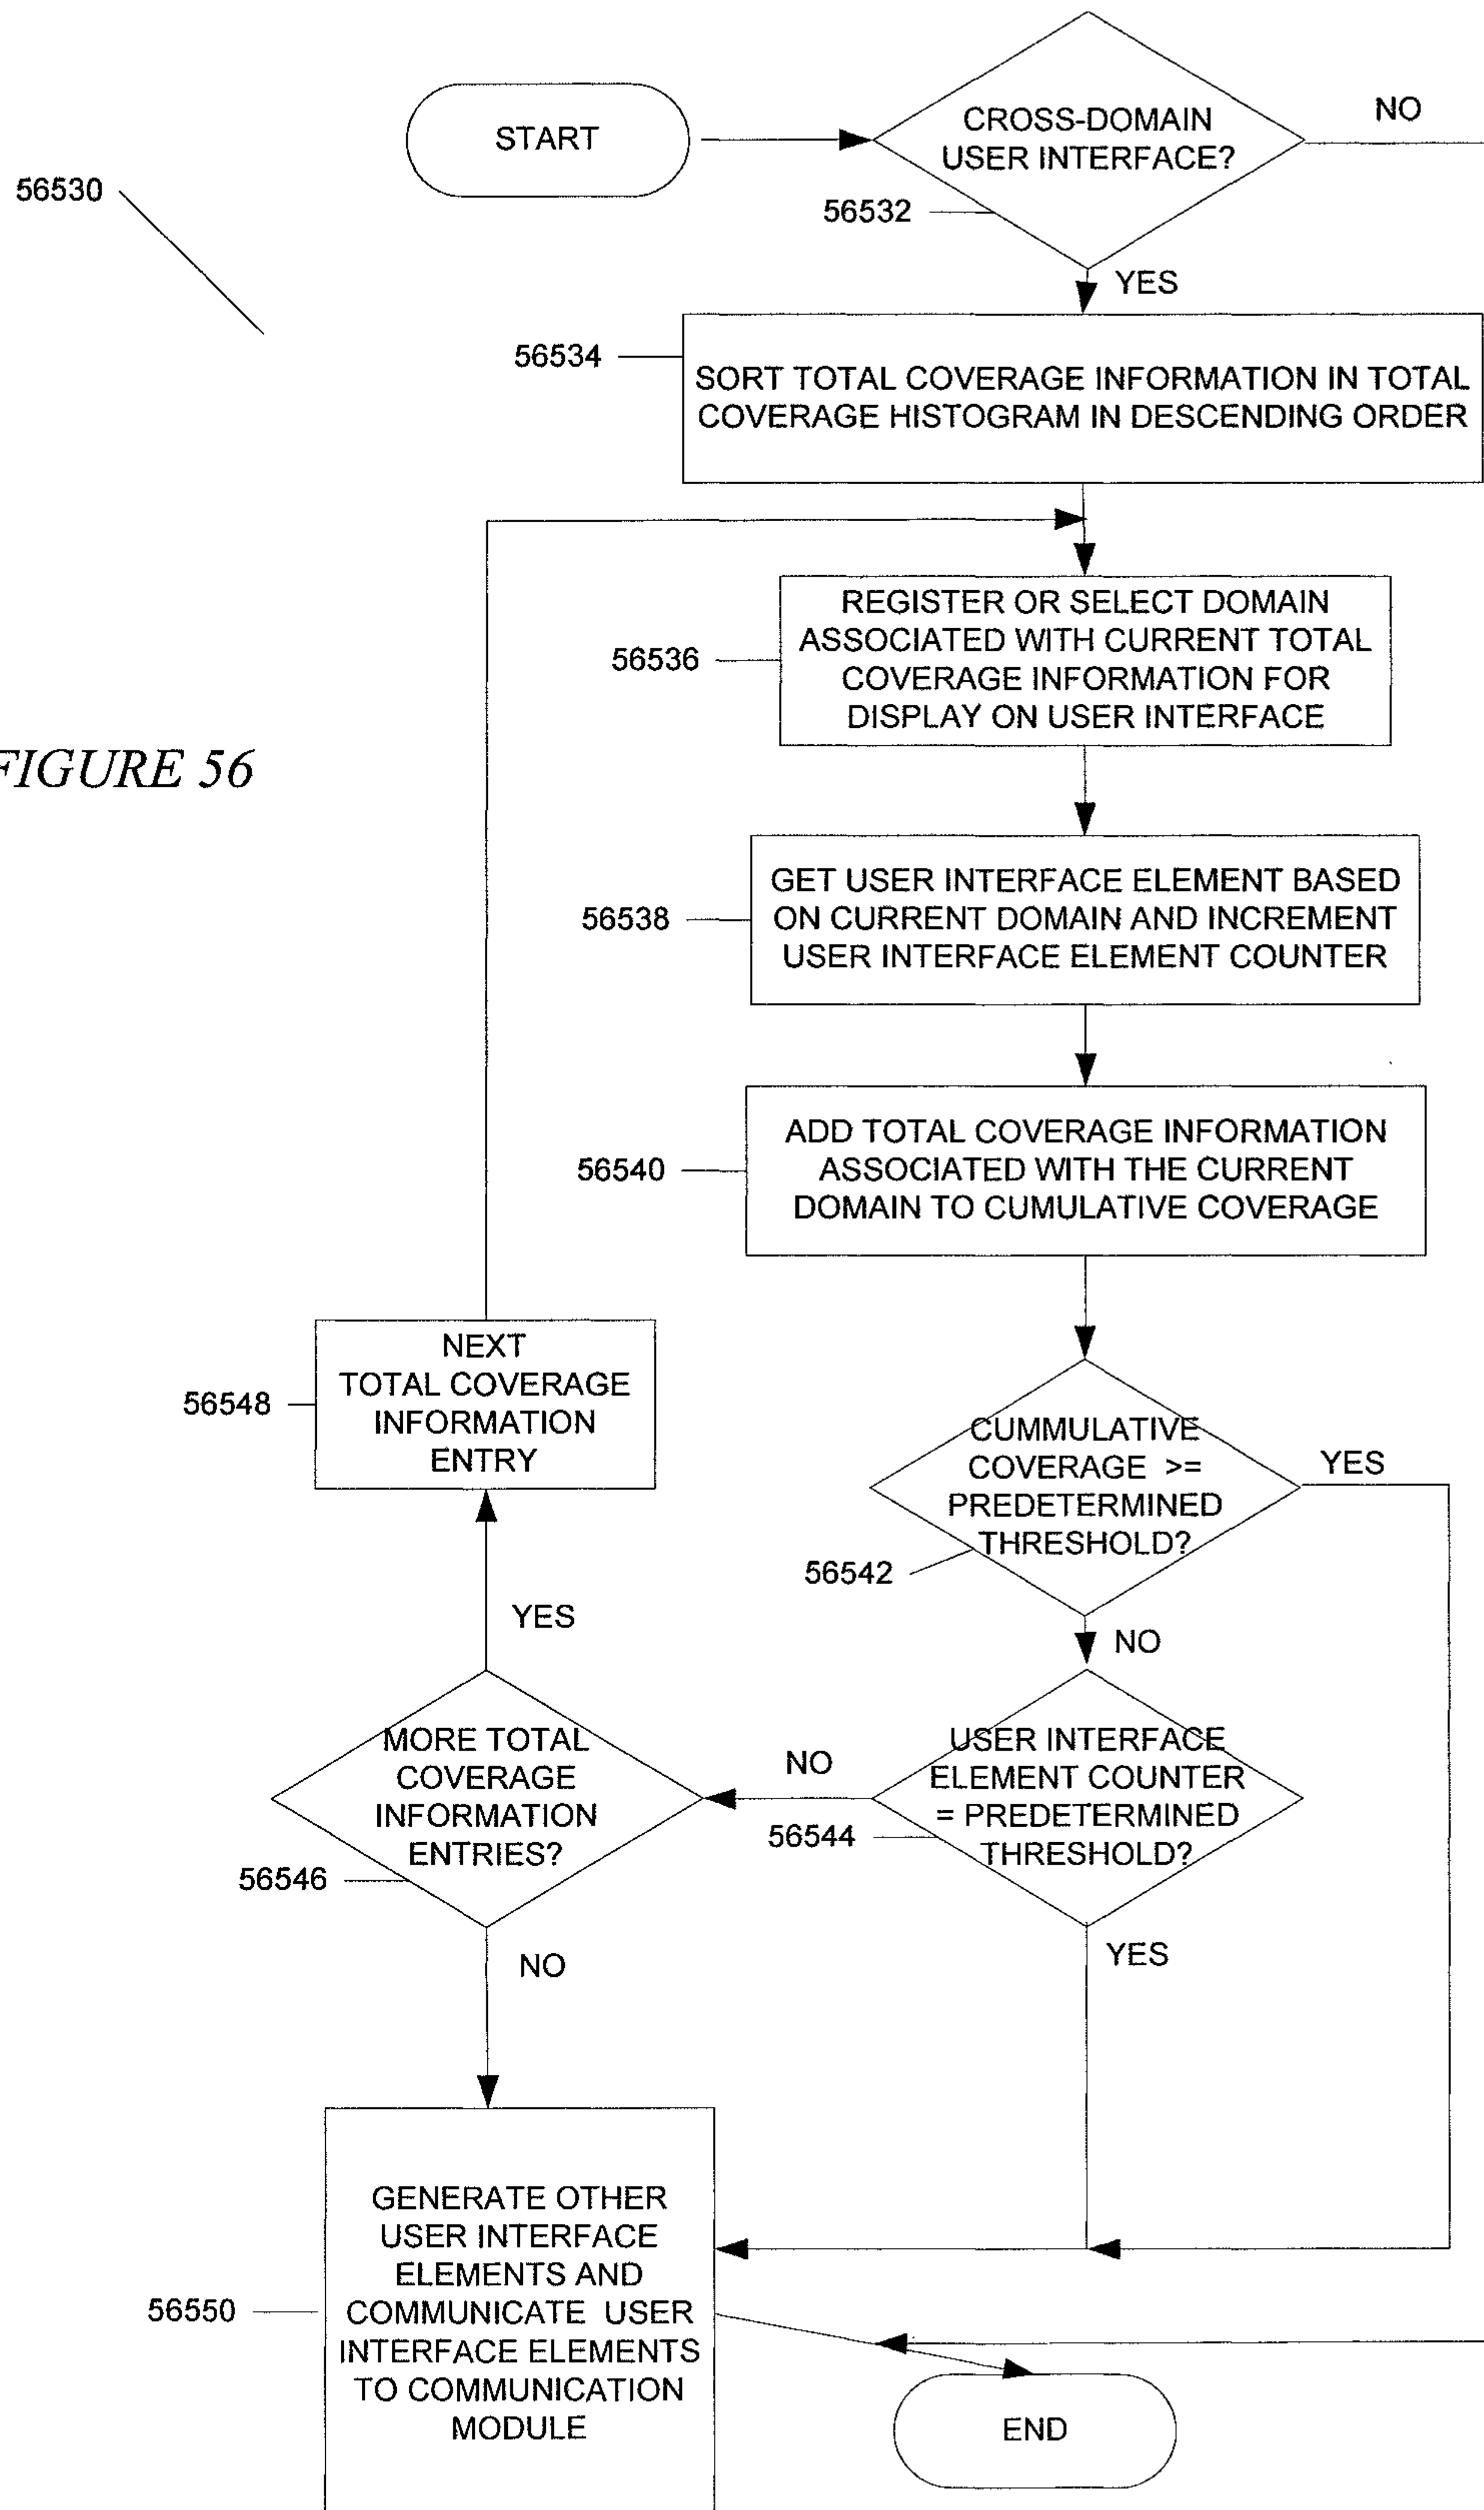 START
CROSS-DOMAIN
USER INTERFACE?
NO
56530
56532
YES
56534
SORT TOTAL COVERAGE INFORMATION IN TOTAL
COVERAGE HISTOGRAM IN DESCENDING ORDER
REGISTER OR SELECT DOMAIN
ASSOCIATED WITH CURRENT TOTAL
COVERAGE INFORMATION FOR
DISPLAY ON USER INTERFACE
56536
FIGURE 56
GET USER INTERFACE ELEMENT BASED
ON CURRENT DOMAIN AND INCREMENT
USER INTERFACE ELEMENT COUNTER
56538
ADD TOTAL COVERAGE INFORMATION
ASSOCIATED WITH THE CURRENT
DOMAIN TO CUMULATIVE COVERAGE
56540
NEXT
TOTAL COVERAGE
INFORMATION
ENTRY
56548
CUMMULATIVE
COVERAGE >=
PREDETERMINED
THRESHOLD?
YES
56542
NO
YES
MORE TOTAL
COVERAGE
INFORMATION
ENTRIES?
56546
NO
USER INTERFACE
ELEMENT COUNTER
= PREDETERMINED
THRESHOLD?
56544
NO
YES
GENERATE OTHER
USER INTERFACE
ELEMENTS AND
COMMUNICATE USER
INTERFACE ELEMENTS
TO COMMUNICATION
MODULE
56550
END